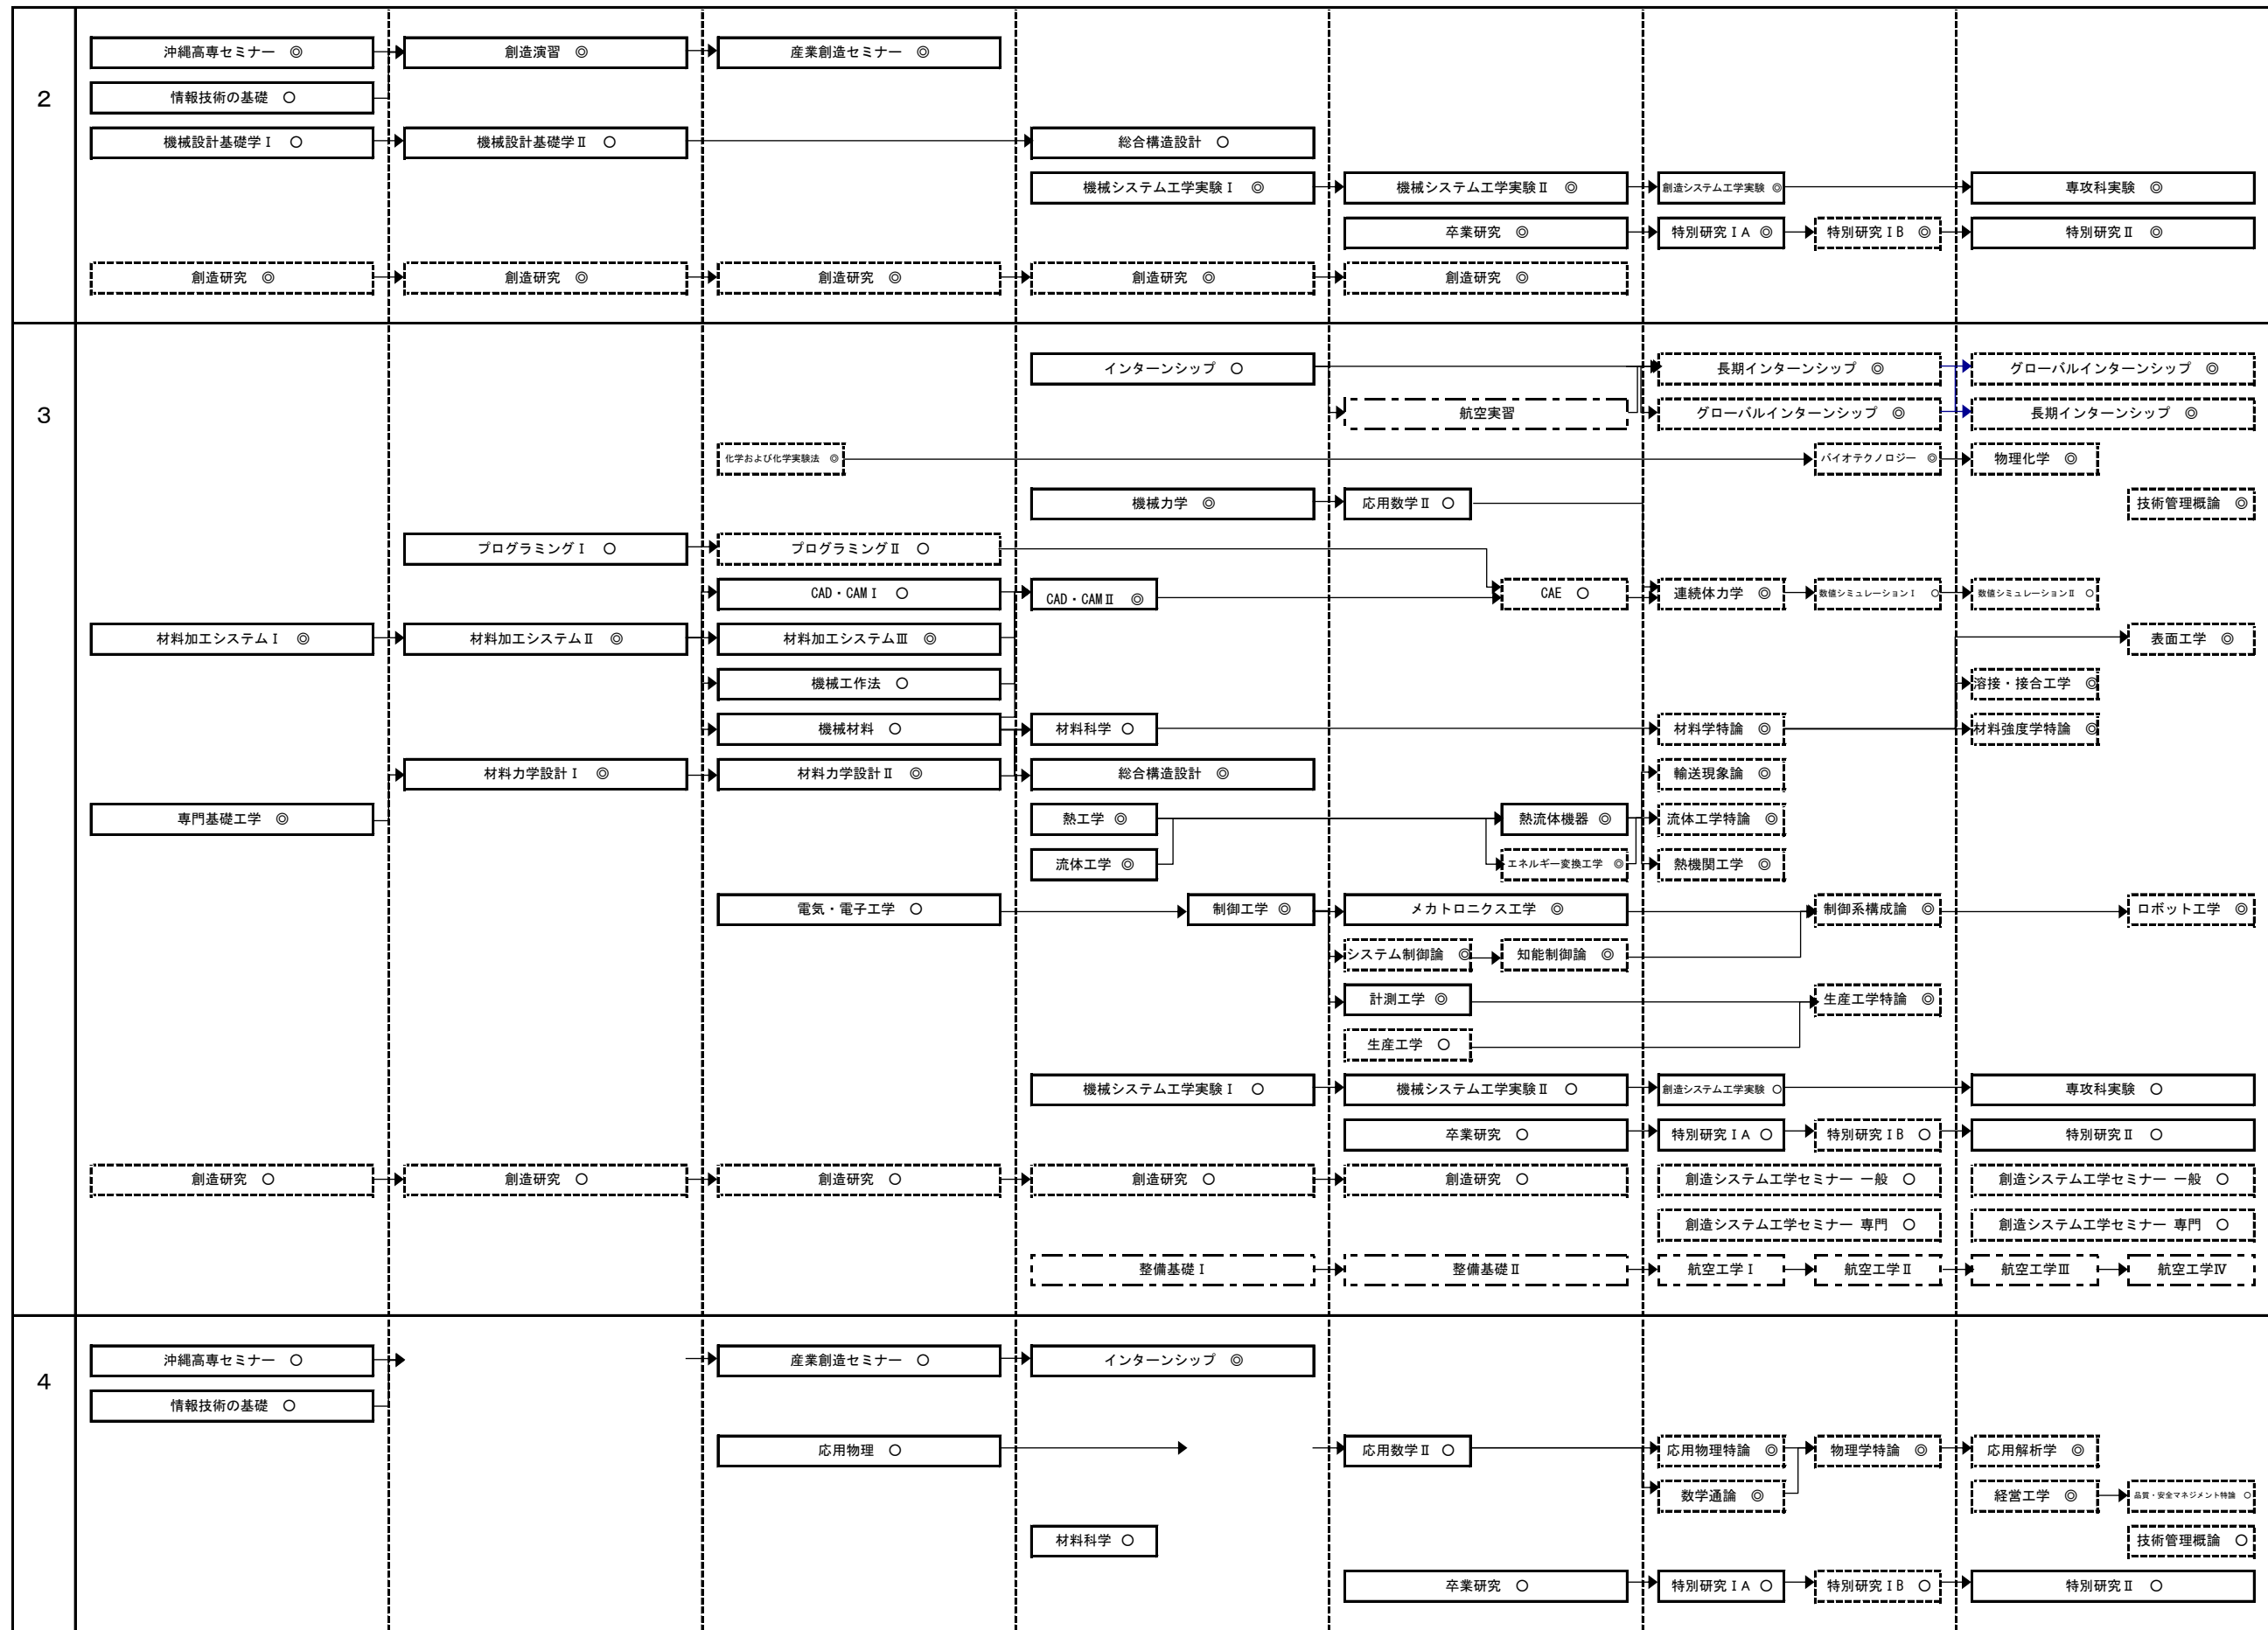 2
沖縄高専セミナー ◎
創造演習 ◎
産業創造セミナー ◎
情報技術の基礎 ○
機械設計基礎学Ⅰ ○
機械設計基礎学Ⅱ ○
総合構造設計 ○
機械システム工学実験Ⅰ ◎
機械システム工学実験Ⅱ ◎
創造システム工学実験 ◎
専攻科実験 ◎
卒業研究 ◎
特別研究ⅠA ◎
特別研究ⅠB ◎
特別研究Ⅱ ◎
創造研究 ◎
創造研究 ◎
創造研究 ◎
創造研究 ◎
創造研究 ◎
3
インターンシップ ○
長期インターンシップ ◎
グローバルインターンシップ ◎
航空実習
グローバルインターンシップ ◎
長期インターンシップ ◎
化学および化学実験法 ◎
バイオテクノロジー ◎
物理化学 ◎
機械力学 ◎
応用数学Ⅱ ○
技術管理概論 ◎
プログラミングⅠ ○
プログラミングⅡ ○
CAD・CAMⅠ ○
CAD・CAMⅡ ◎
CAE ○
連続体力学 ◎
数値シミュレーションⅠ ○
数値シミュレーションⅡ ○
材料加工システムⅠ ◎
材料加工システムⅡ ◎
材料加工システムⅢ ◎
表面工学 ◎
機械工作法 ○
溶接・接合工学 ◎
機械材料 ○
材料科学 ○
材料学特論 ◎
材料強度学特論 ◎
材料力学設計Ⅰ ◎
材料力学設計Ⅱ ◎
総合構造設計 ◎
輸送現象論 ◎
専門基礎工学 ◎
熱工学 ◎
熱流体機器 ◎
流体工学特論 ◎
流体工学 ◎
エネルギー変換工学 ◎
熱機関工学 ◎
電気・電子工学 ○
制御工学 ◎
メカトロニクス工学 ◎
制御系構成論 ◎
ロボット工学 ◎
システム制御論 ◎
知能制御論 ◎
計測工学 ◎
生産工学特論 ◎
生産工学 ○
機械システム工学実験Ⅰ ○
機械システム工学実験Ⅱ ○
創造システム工学実験 ○
専攻科実験 ○
卒業研究 ○
特別研究ⅠA ○
特別研究ⅠB ○
特別研究Ⅱ ○
創造研究 ○
創造研究 ○
創造研究 ○
創造研究 ○
創造研究 ○
創造システム工学セミナー 一般 ○
創造システム工学セミナー 一般 ○
創造システム工学セミナー 専門 ○
創造システム工学セミナー 専門 ○
整備基礎Ⅰ
整備基礎Ⅱ
航空工学Ⅰ
航空工学Ⅱ
航空工学Ⅲ
航空工学Ⅳ
4
沖縄高専セミナー ○
産業創造セミナー ○
インターンシップ ◎
情報技術の基礎 ○
応用物理 ○
応用数学Ⅱ ○
応用物理特論 ◎
物理学特論 ◎
応用解析学 ◎
数学通論 ◎
経営工学 ◎
品質・安全マネジメント特論 ○
材料科学 ○
技術管理概論 ○
卒業研究 ○
特別研究ⅠA ○
特別研究ⅠB ○
特別研究Ⅱ ○